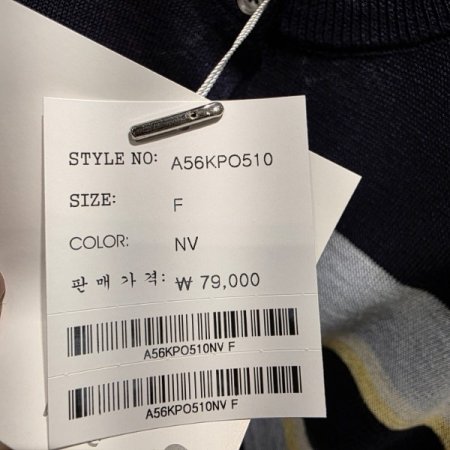 STYLE NO: A56KPO510
SIZE: F
COLOR: NV
판매가격: ₩ 79,000
A56KPO510NV F
A56KPO510NV F